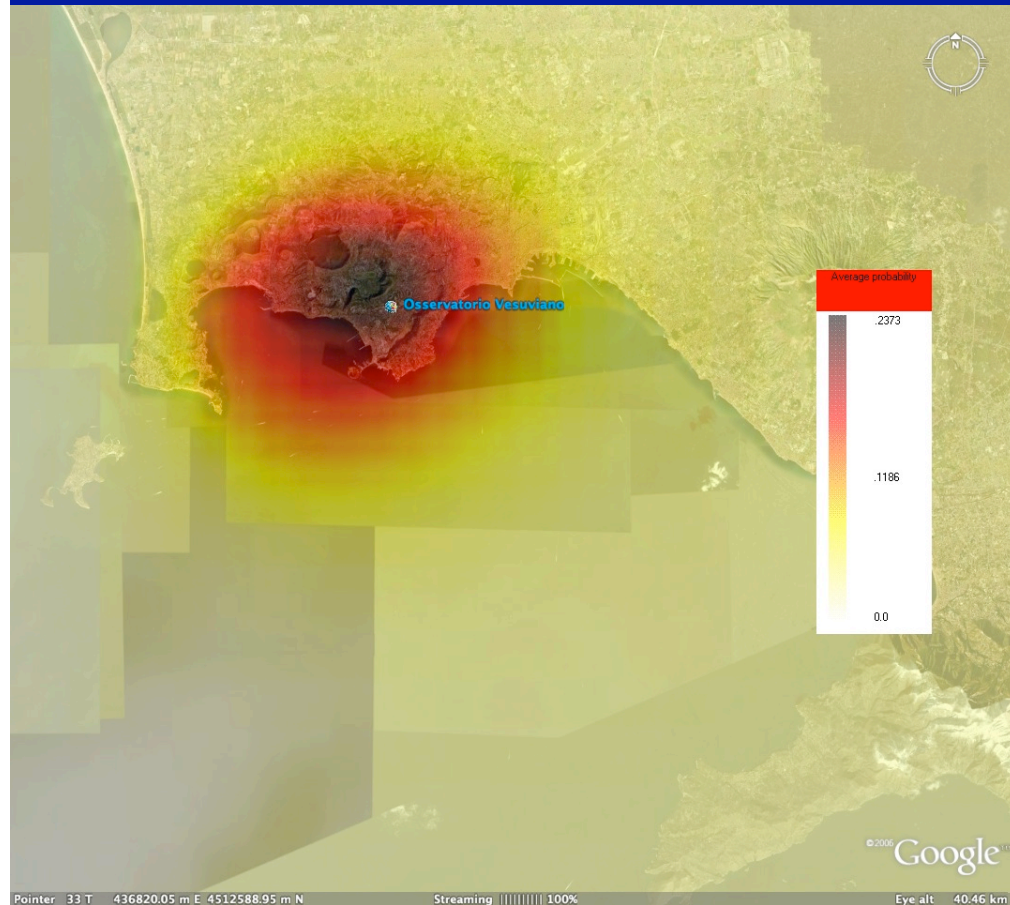 N
Osservatorio Vesuviano
Average probability
.2373
.1186
0.0
©2006 Google
Pointer 33 T 436820.05 m E 4512588.95 m N Streaming |||||||||| 100% Eye alt 40.46 km